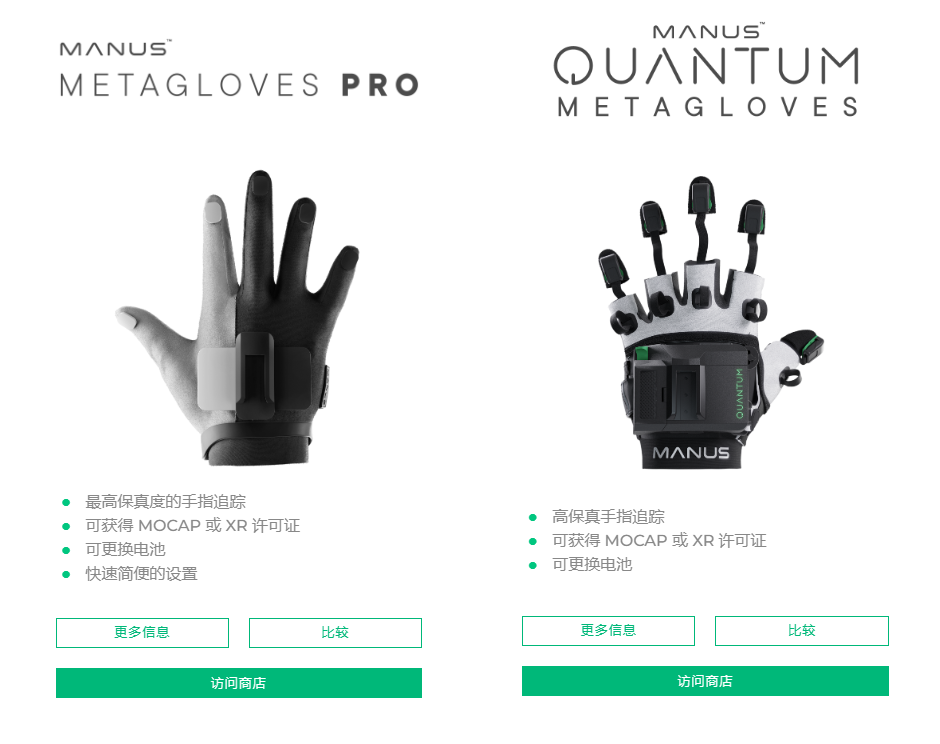 MANUS™
METAGLOVES PRO
最高保真度的手指追踪
可获得 MOCAP 或 XR 许可证
可更换电池
快速简便的设置
更多信息
比较
访问商店
MANUS™
QUANTUM
METAGLOVES
QUANTUM
MANUS
高保真手指追踪
可获得 MOCAP 或 XR 许可证
可更换电池
更多信息
比较
访问商店